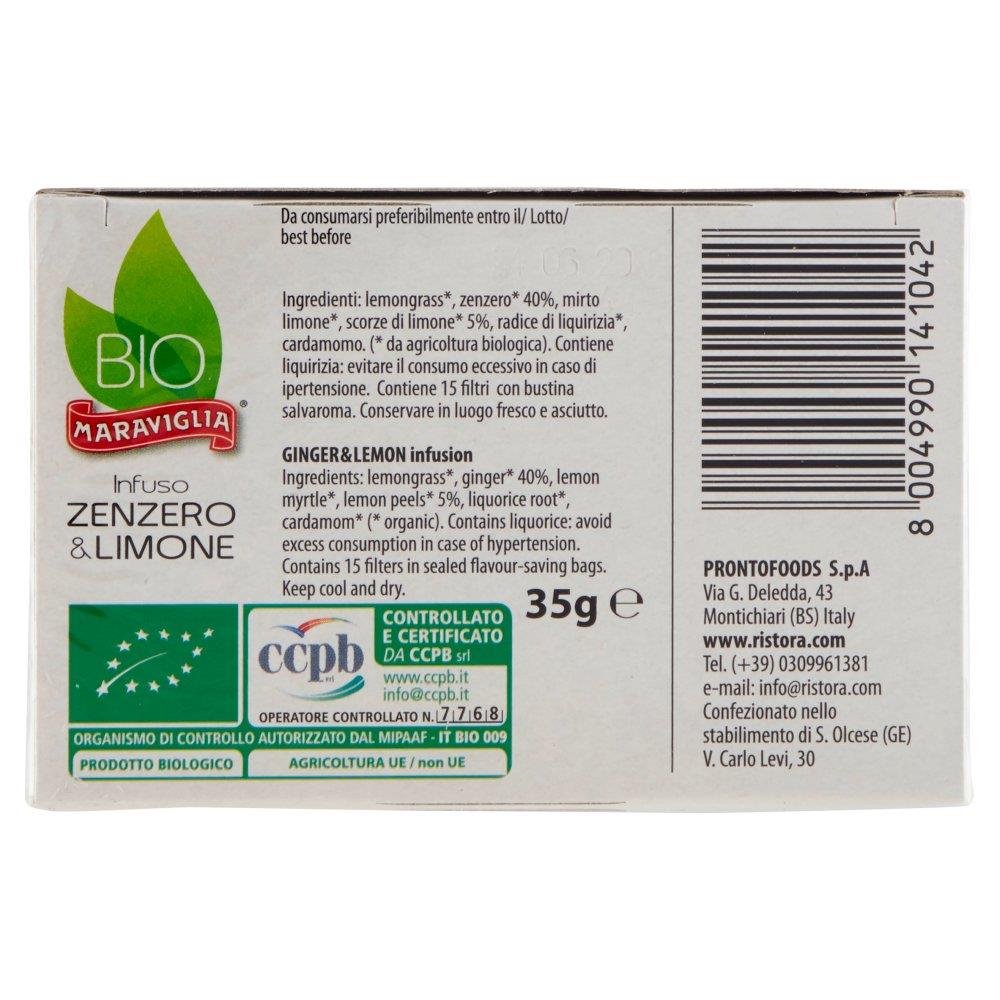 Da consumarsi preferibilmente entro il/ Lotto/
best before
BIO
MARAVIGLIA®
Infuso
ZENZERO
&LIMONE
Ingredienti: lemongrass*, zenzero* 40%, mirto
limone*, scorze di limone* 5%, radice di liquirizia*,
cardamomo. (* da agricoltura biologica). Contiene
liquirizia: evitare il consumo eccessivo in caso di
ipertensione. Contiene 15 filtri con bustina
salvaroma. Conservare in luogo fresco e asciutto.
GINGER&LEMON infusion
Ingredients: lemongrass*, ginger* 40%, lemon
myrtle*, lemon peels* 5%, liquorice root*,
cardamom* (* organic). Contains liquorice: avoid
excess consumption in case of hypertension.
Contains 15 filters in sealed flavour-saving bags.
Keep cool and dry.
35g ℮
ccpb
srl
CONTROLLATO
E CERTIFICATO
DA CCPB srl
www.ccpb.it
info@ccpb.it
OPERATORE CONTROLLATO N. |7|7|6|8|
ORGANISMO DI CONTROLLO AUTORIZZATO DAL MIPAAF - IT BIO 009
PRODOTTO BIOLOGICO
AGRICOLTURA UE / non UE
8 004990 141042
PRONTOFOODS S.p.A
Via G. Deledda, 43
Montichiari (BS) Italy
www.ristora.com
Tel. (+39) 0309961381
e-mail: info@ristora.com
Confezionato nello
stabilimento di S. Olcese (GE)
V. Carlo Levi, 30